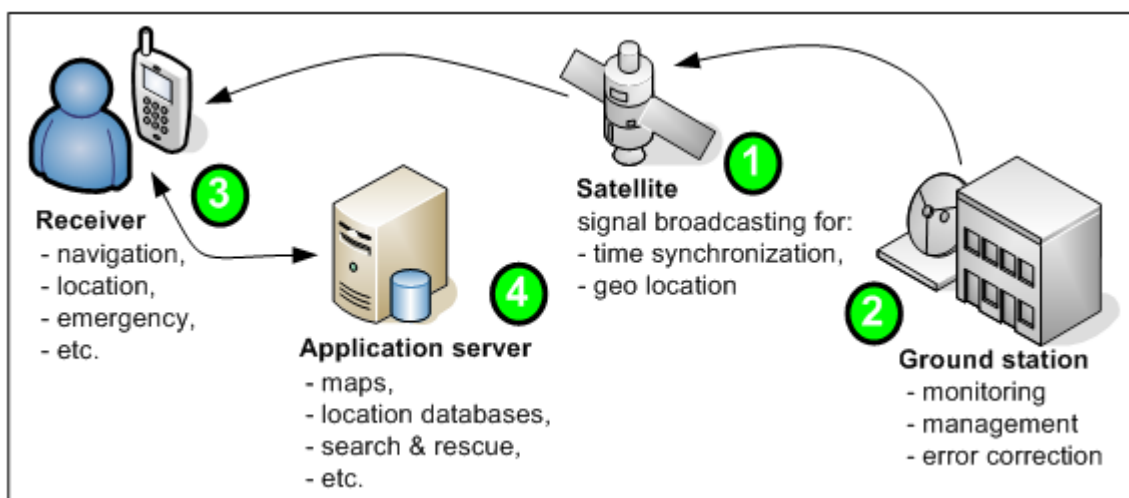 1
Satellite
signal broadcasting for:
- time synchronization,
- geo location
2
Ground station
- monitoring
- management
- error correction
3
Receiver
- navigation,
- location,
- emergency,
- etc.
4
Application server
- maps,
- location databases,
- search & rescue,
- etc.